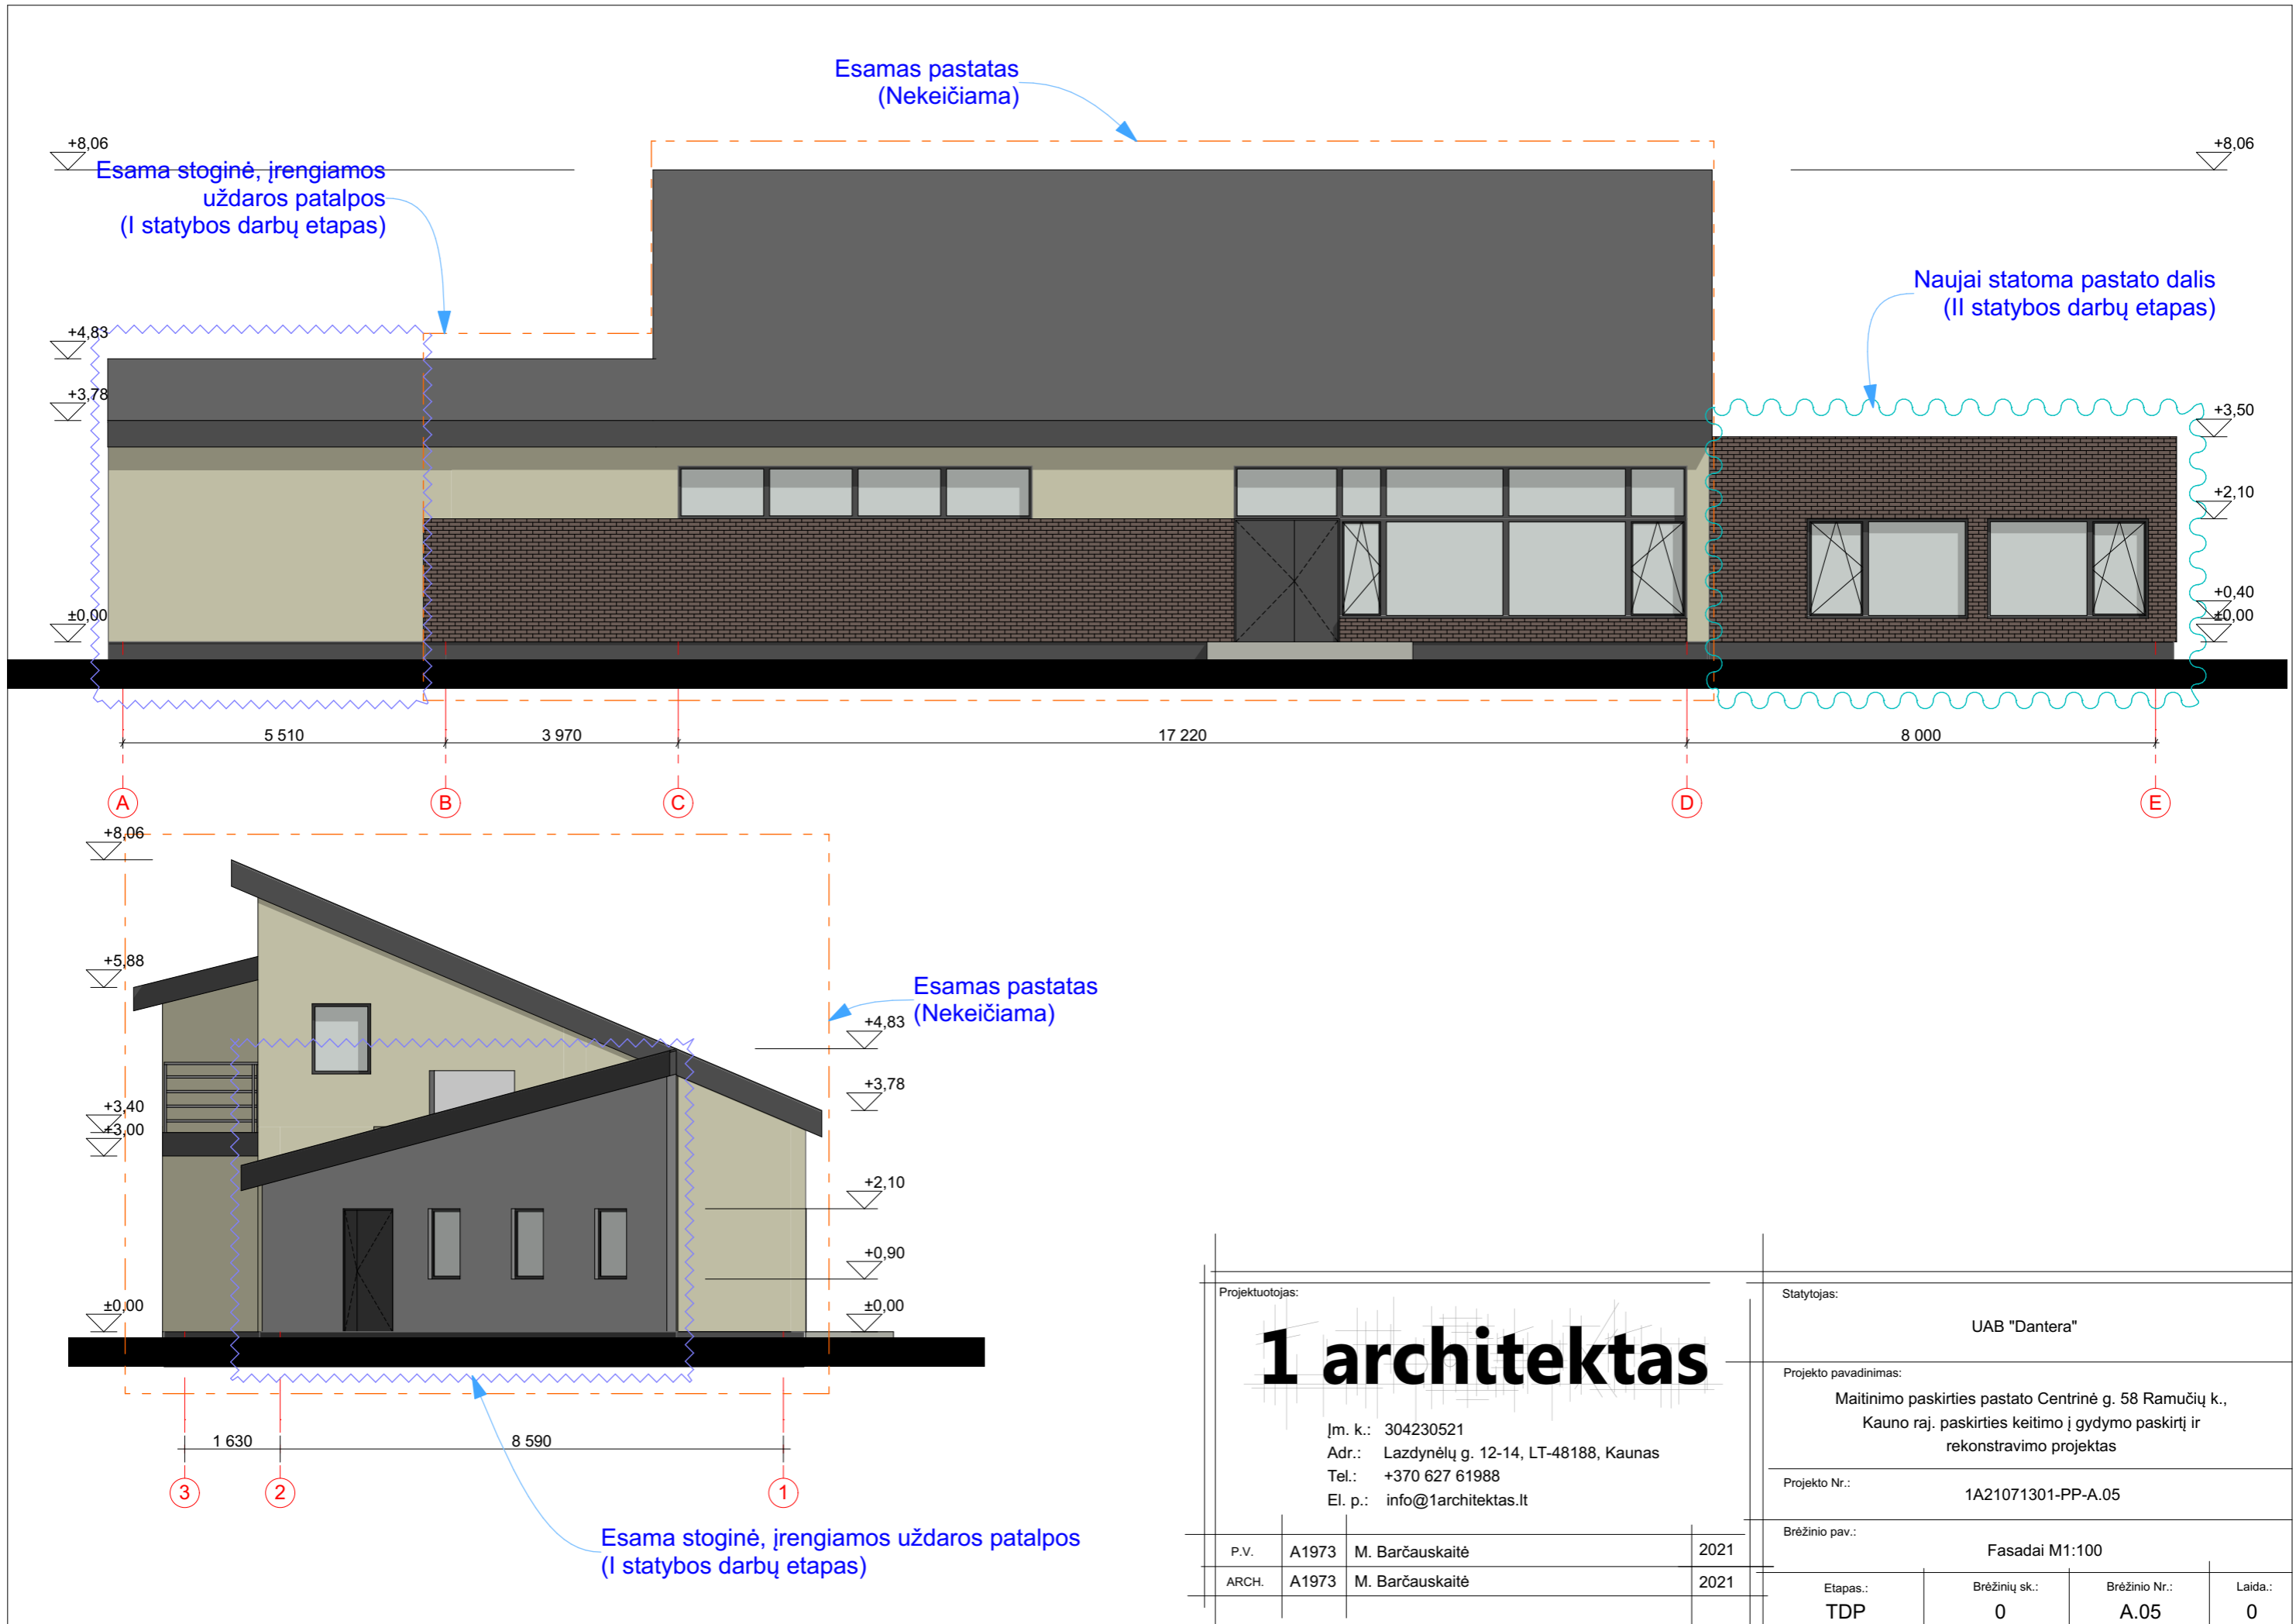 Esamas pastatas
(Nekeičiama)
+8,06
+8,06
Esama stoginė, įrengiamos
uždaros patalpos
(I statybos darbų etapas)
Naujai statoma pastato dalis
(II statybos darbų etapas)
+4,83
+3,78
+3,50
+2,10
+0,40
±0,00
±0,00
5 510
3 970
17 220
8 000
A
B
C
D
E
+8,06
+5,88
Esamas pastatas
(Nekeičiama)
+4,83
+3,78
+3,40
+3,00
+2,10
+0,90
±0,00
±0,00
1 630
8 590
3
2
1
Esama stoginė, įrengiamos uždaros patalpos
(I statybos darbų etapas)
Projektuotojas:
1 architektas
Įm. k.: 304230521
Adr.: Lazdynėlų g. 12-14, LT-48188, Kaunas
Tel.: +370 627 61988
El. p.: info@1architektas.lt
P.V. A1973 M. Barčauskaitė 2021
ARCH. A1973 M. Barčauskaitė 2021
Statytojas:
UAB "Dantera"
Projekto pavadinimas:
Maitinimo paskirties pastato Centrinė g. 58 Ramučių k.,
Kauno raj. paskirties keitimo į gydymo paskirtį ir
rekonstravimo projektas
Projekto Nr.:
1A21071301-PP-A.05
Brėžinio pav.:
Fasadai M1:100
Etapas.: Brėžinių sk.: Brėžinio Nr.: Laida.:
TDP 0 A.05 0